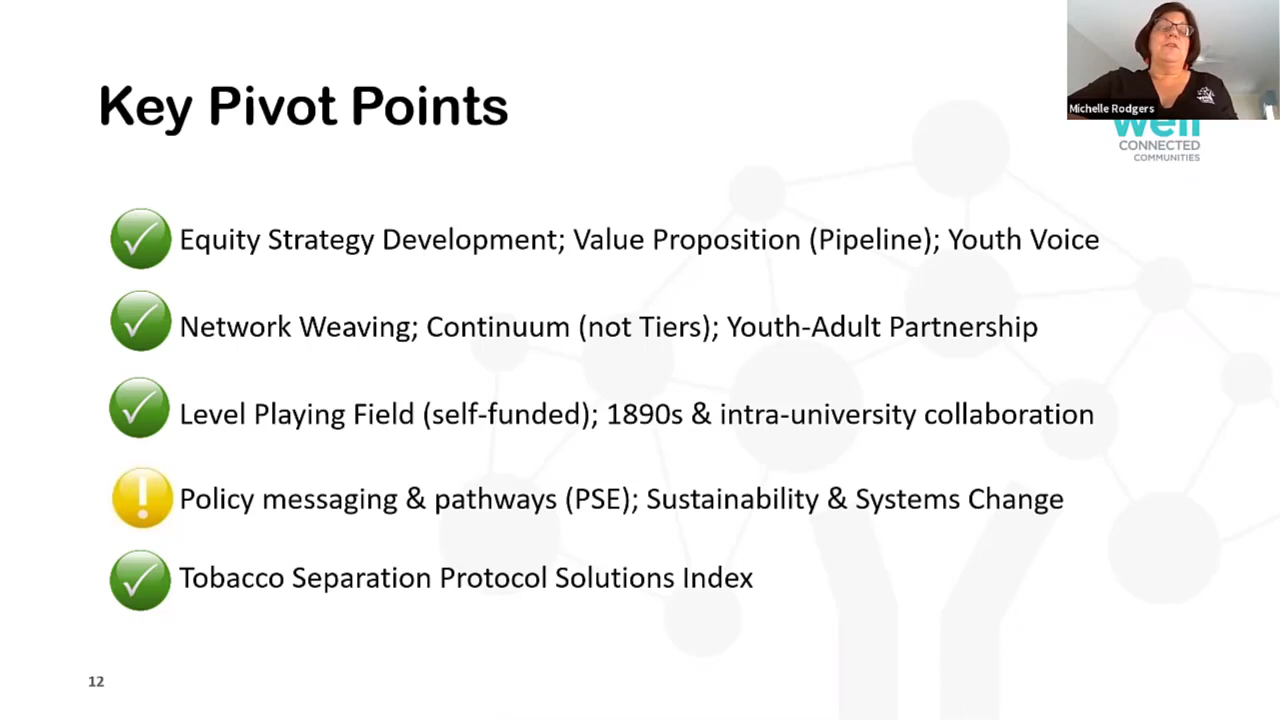 Michelle Rodgers
Key Pivot Points
well
CONNECTED
COMMUNITIES
Equity Strategy Development; Value Proposition (Pipeline); Youth Voice
Network Weaving; Continuum (not Tiers); Youth-Adult Partnership
Level Playing Field (self-funded); 1890s & intra-university collaboration
Policy messaging & pathways (PSE); Sustainability & Systems Change
Tobacco Separation Protocol Solutions Index
12